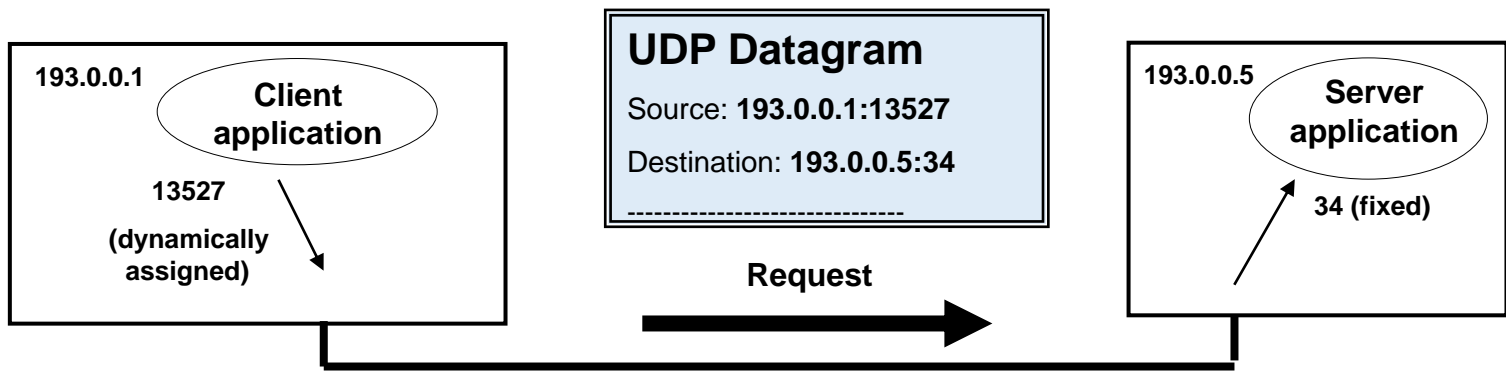 193.0.0.1
Client
application
13527
(dynamically
assigned)
UDP Datagram
Source: 193.0.0.1:13527
Destination: 193.0.0.5:34
-------------------------------
Request
193.0.0.5
Server
application
34 (fixed)